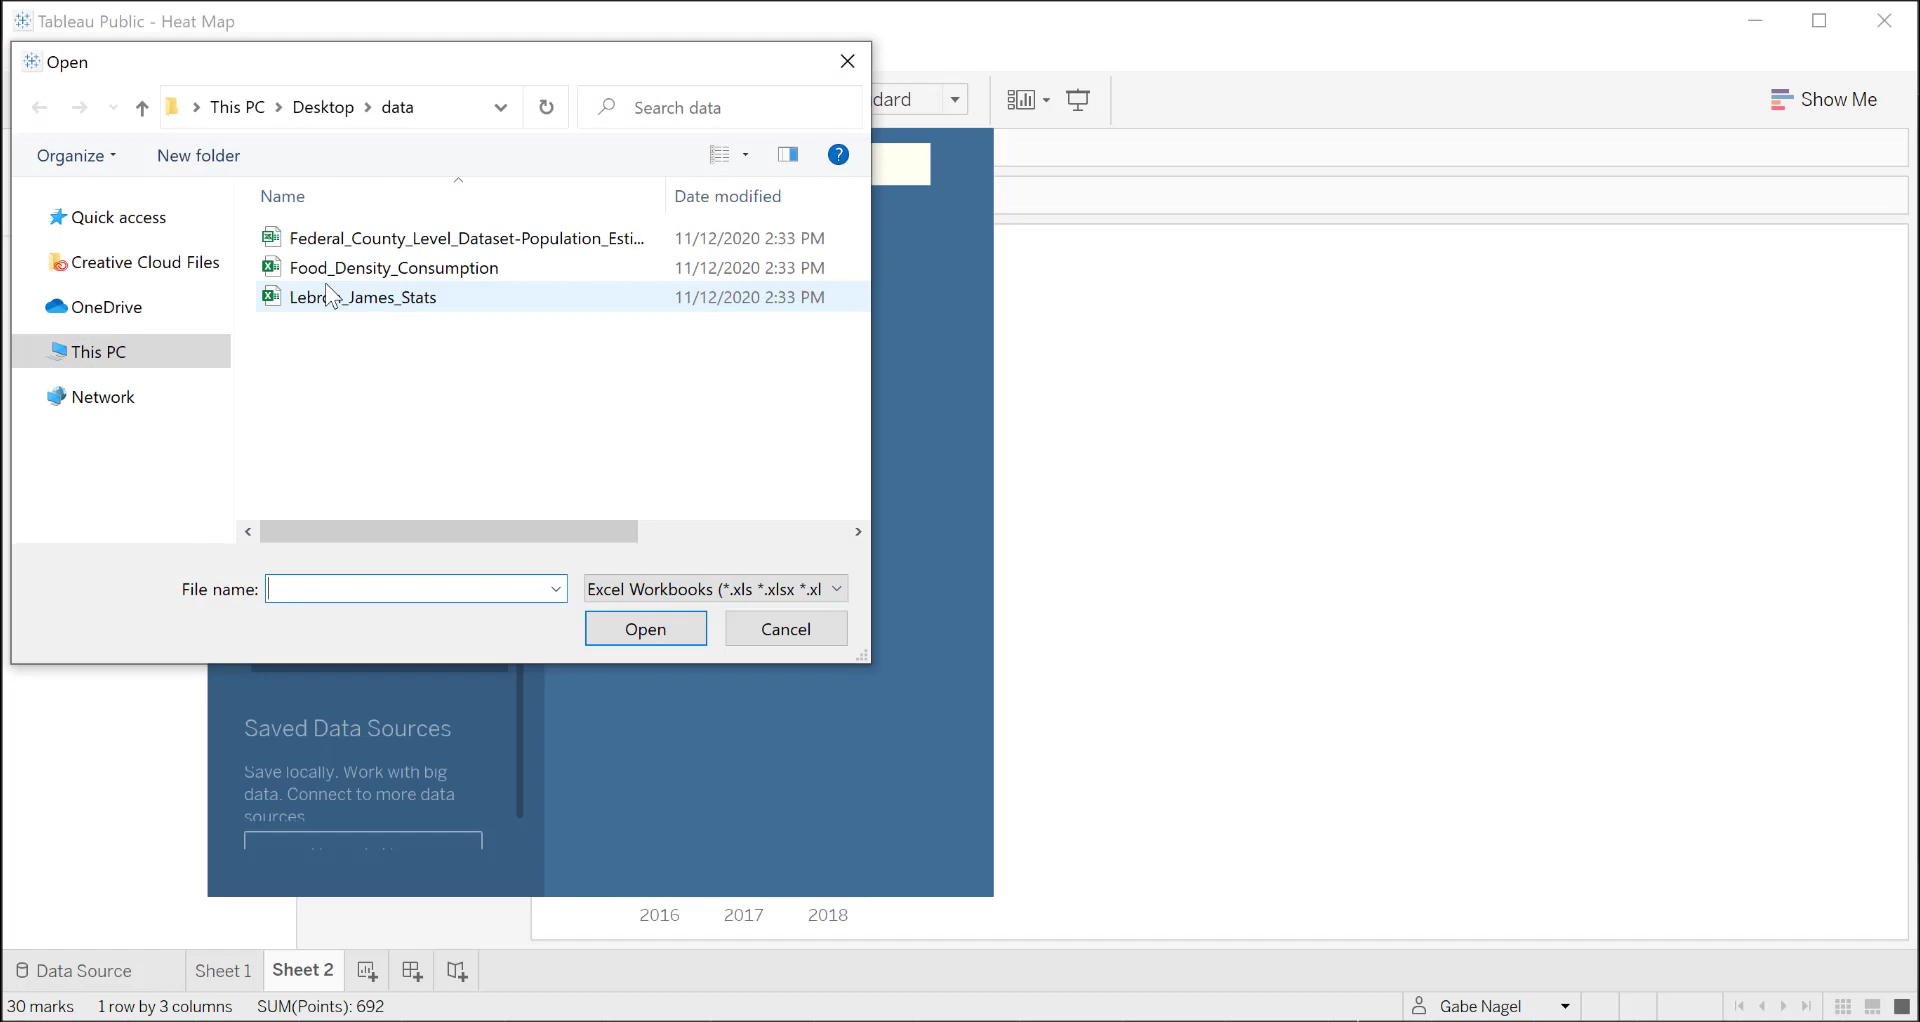 Tableau Public - Heat Map
Open
This PC > Desktop > data
Search data
dard
Show Me
Organize
New folder
?
Name
Date modified
Quick access
Creative Cloud Files
OneDrive
This PC
Network
Federal_County_Level_Dataset-Population_Esti... 11/12/2020 2:33 PM
Food_Density_Consumption 11/12/2020 2:33 PM
James_Stats 11/12/2020 2:33 PM
File name:
Excel Workbooks (*.xls *.xlsx *.xl
Open
Cancel
Saved Data Sources
Save locally. Work with big
data. Connect to more data
sources
2016 2017 2018
Data Source
Sheet 1
Sheet 2
30 marks
1 row by 3 columns
SUM(Points): 692
Gabe Nagel